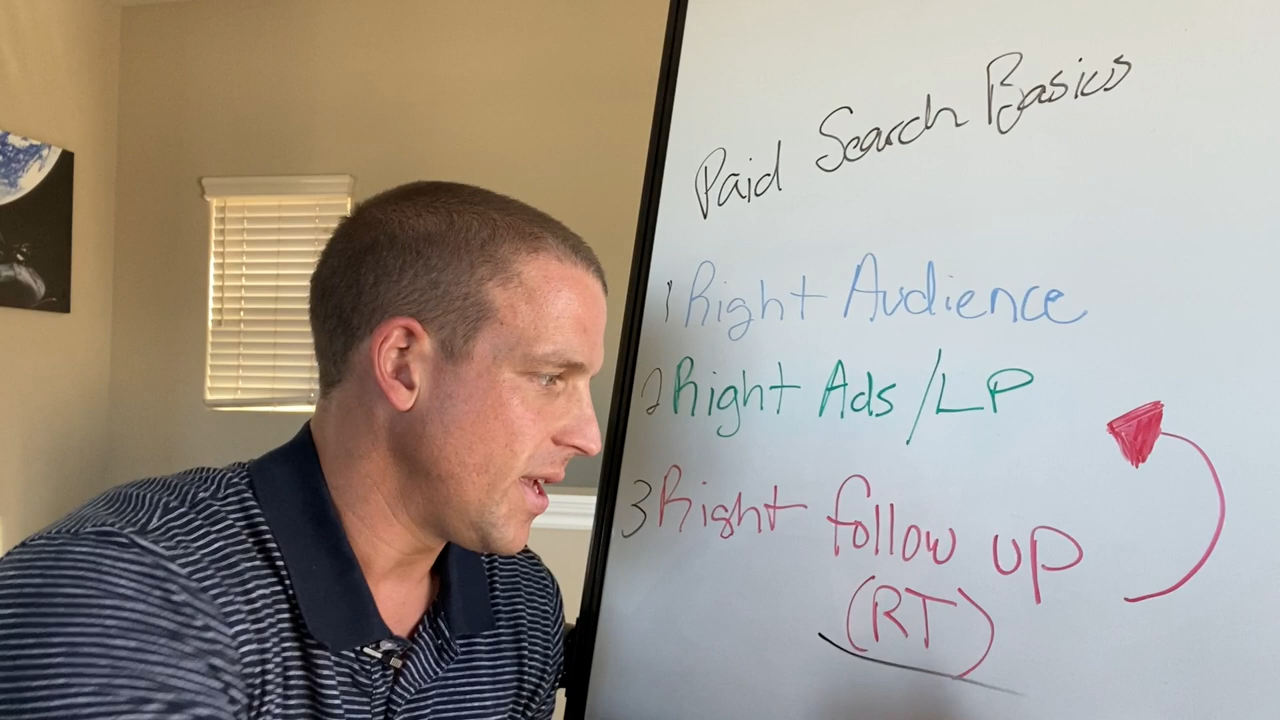 Paid Search Basics
1 Right Audience
2 Right Ads / LP
3 Right follow up
(RT)